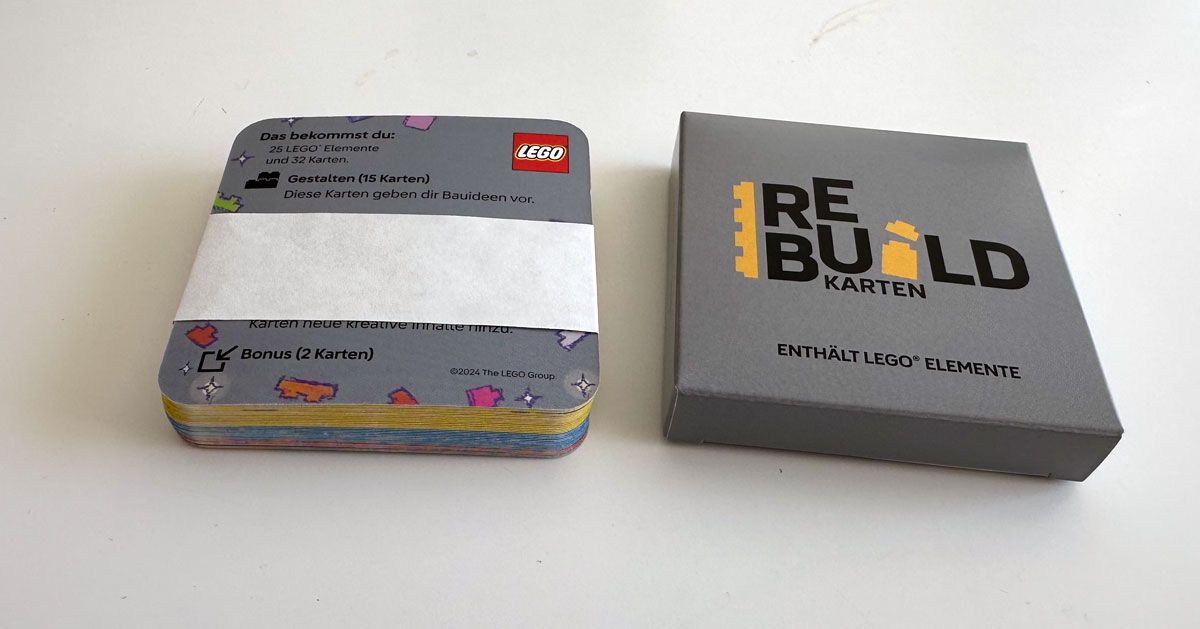 Das bekommst du:
25 LEGO® Elemente
und 32 Karten.
LEGO
Gestalten (15 Karten)
Diese Karten geben dir Bauideen vor.
Karten neue kreative Inhalte hinzu.
Bonus (2 Karten)
©2024 The LEGO Group.
RE
BUILD
KARTEN
ENTHÄLT LEGO® ELEMENTE